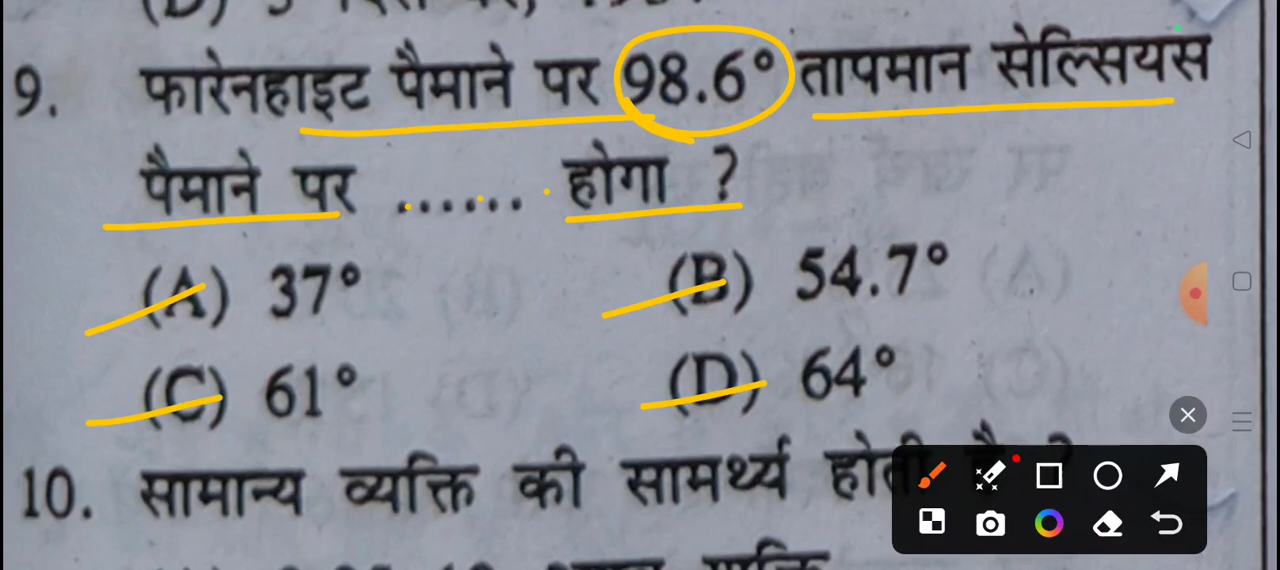 9. फारेनहाइट पैमाने पर 98.6° तापमान सेल्सियस
पैमाने पर ...... होगा ?
(A) 37° (B) 54.7°
(C) 61° (D) 64°
10. सामान्य व्यक्ति की सामर्थ्य होती है ?